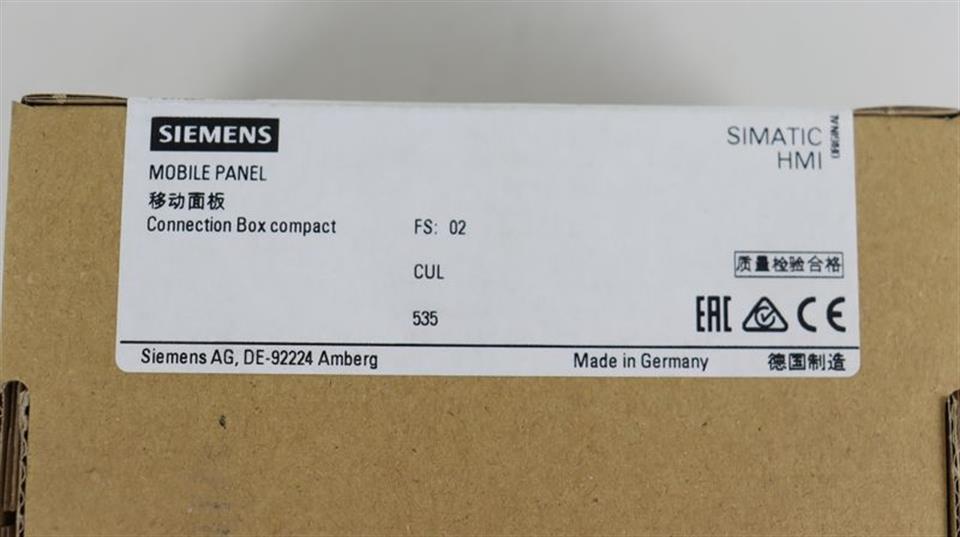 SIEMENS
SIMATIC
HMI
MOBILE PANEL
移动面板
Connection Box compact FS: 02
CUL
质量检验合格
535
EAC CE
Siemens AG, DE-92224 Amberg Made in Germany 德国制造